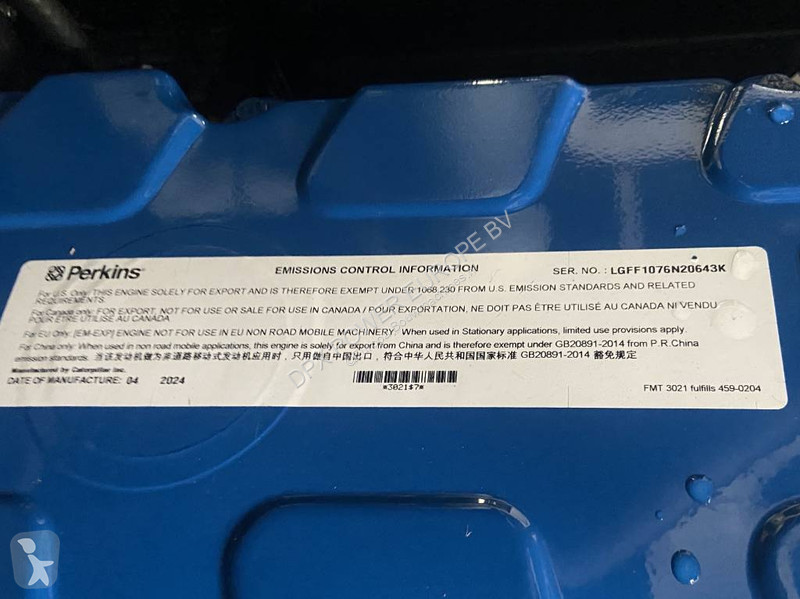 Perkins EMISSIONS CONTROL INFORMATION SER. NO. : LGFF1076N20643K
For U.S. Only: THIS ENGINE SOLELY FOR EXPORT AND IS THEREFORE EXEMPT UNDER 1068.230 FROM U.S. EMISSION STANDARDS AND RELATED
REQUIREMENTS.
For Canada only: FOR EXPORT, NOT FOR USE OR SALE FOR USE IN CANADA / POUR EXPORTATION, NE DOIT PAS ÊTRE UTILISÉ AU CANADA NI VENDU
POUR ÊTRE UTILISÉ AU CANADA
For EU Only: [EM-EXP] ENGINE NOT FOR USE IN EU NON ROAD MOBILE MACHINERY: When used in Stationary applications, limited use provisions apply.
For China only: When used in non road mobile applications, this engine is solely for export from China and is therefore exempt under GB20891-2014 from P.R.China
emission standards. 当该发动机做为非道路移动式发动机应用时，只用做自中国出口，符合中华人民共和国国家标准 GB20891-2014 豁免规定
Manufactured by Caterpillar Inc.
DATE OF MANUFACTURE: 04 2024
*3021$7*
FMT 3021 fulfills 459-0204
DPX POWER EUROPE BV